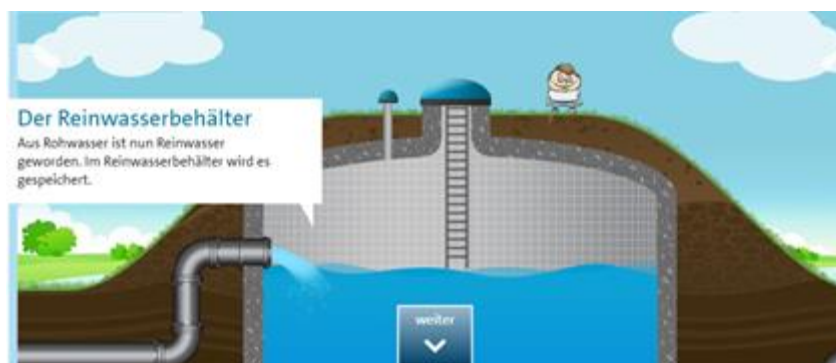 Der Reinwasserbehälter
Aus Rohwasser ist nun Reinwasser
geworden. Im Reinwasserbehälter wird es
gespeichert.
weiter